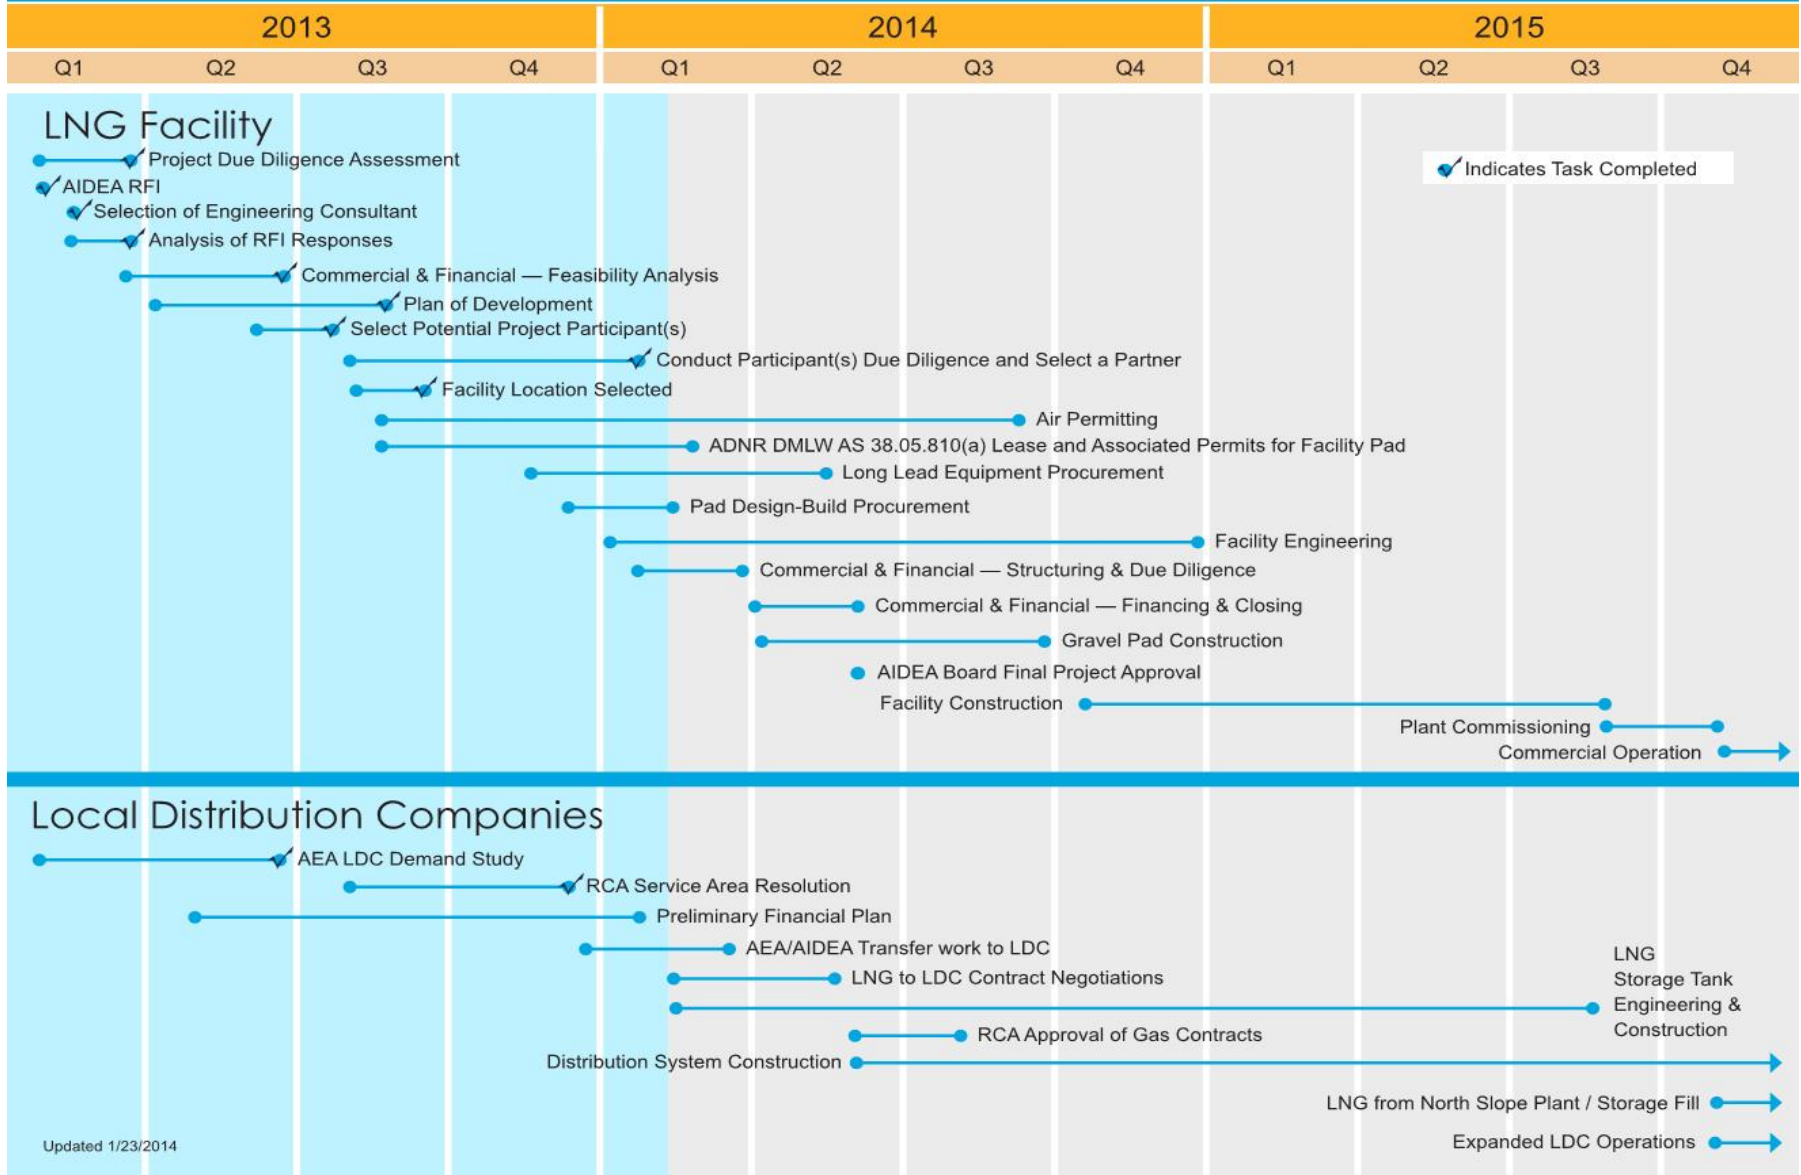 2013 2014 2015
Q1 Q2 Q3 Q4 Q1 Q2 Q3 Q4 Q1 Q2 Q3 Q4
LNG Facility
Project Due Diligence Assessment
Indicates Task Completed
AIDEA RFI
Selection of Engineering Consultant
Analysis of RFI Responses
Commercial & Financial — Feasibility Analysis
Plan of Development
Select Potential Project Participant(s)
Conduct Participant(s) Due Diligence and Select a Partner
Facility Location Selected
Air Permitting
ADNR DMLW AS 38.05.810(a) Lease and Associated Permits for Facility Pad
Long Lead Equipment Procurement
Pad Design-Build Procurement
Facility Engineering
Commercial & Financial — Structuring & Due Diligence
Commercial & Financial — Financing & Closing
Gravel Pad Construction
AIDEA Board Final Project Approval
Facility Construction
Plant Commissioning
Commercial Operation
Local Distribution Companies
AEA LDC Demand Study
RCA Service Area Resolution
Preliminary Financial Plan
AEA/AIDEA Transfer work to LDC
LNG to LDC Contract Negotiations
LNG
Storage Tank
Engineering &
Construction
RCA Approval of Gas Contracts
Distribution System Construction
LNG from North Slope Plant / Storage Fill
Expanded LDC Operations
Updated 1/23/2014